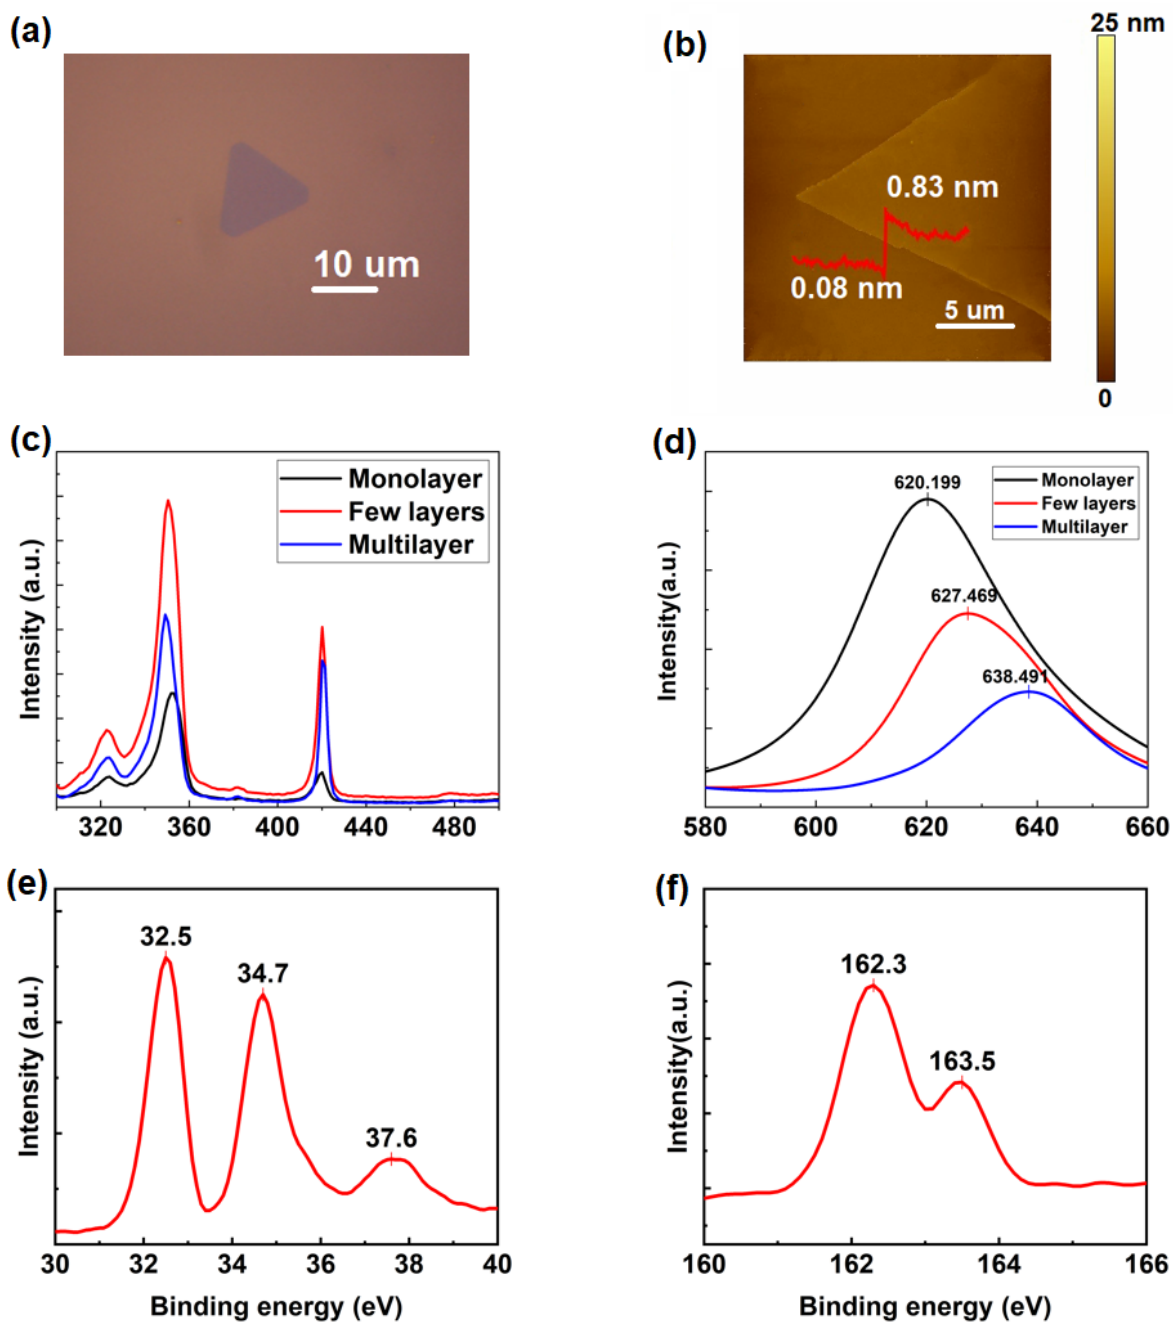 (a)
10 um
(b)
25 nm
0.83 nm
0.08 nm
5 um
0
(c)
Monolayer
Few layers
Multilayer
Intensity (a.u.)
320 360 400 440 480
(d)
620.199
627.469
638.491
Monolayer
Few layers
Multilayer
Intensity(a.u.)
580 600 620 640 660
(e)
32.5
34.7
37.6
Intensity (a.u.)
30 32 34 36 38 40
Binding energy (eV)
(f)
162.3
163.5
Intensity(a.u.)
160 162 164 166
Binding energy (eV)